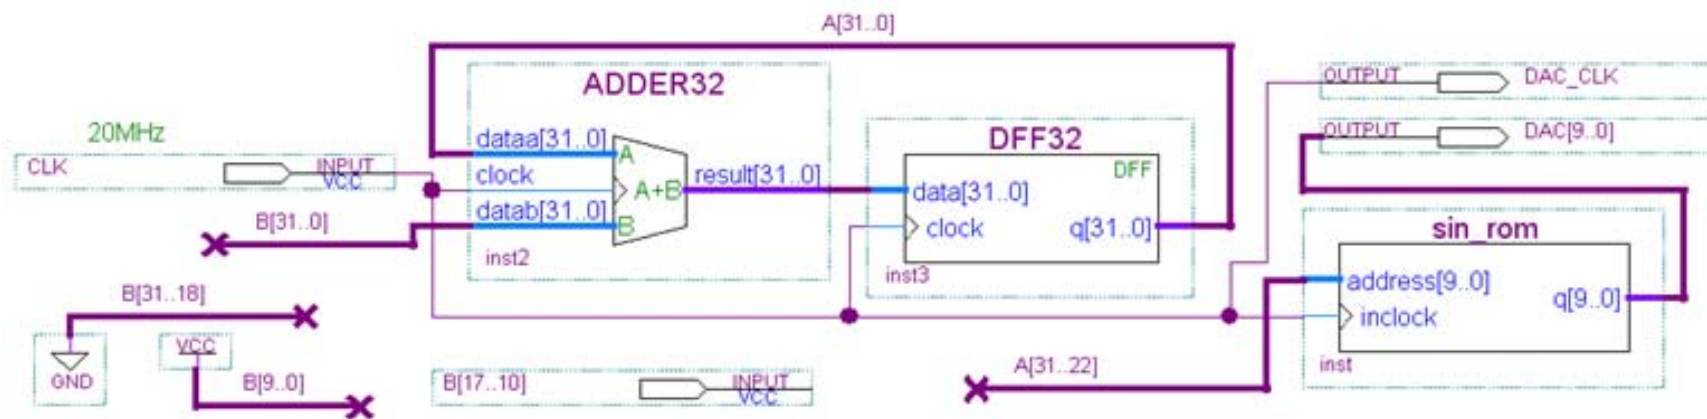 A[31..0]
ADDER32
OUTPUT DAC_CLK
20MHz
dataa[31..0] A
DFF32
OUTPUT DAC[9..0]
CLK INPUT
VCC
clock
A+B
result[31..0]
DFF
data[31..0]
B[31..0]
datab[31..0] B
clock q[31..0]
sin_rom
inst2
inst3
address[9..0]
q[9..0]
B[31..18]
inclock
VCC
GND
B[9..0]
B[17..10] INPUT
VCC
A[31..22]
inst